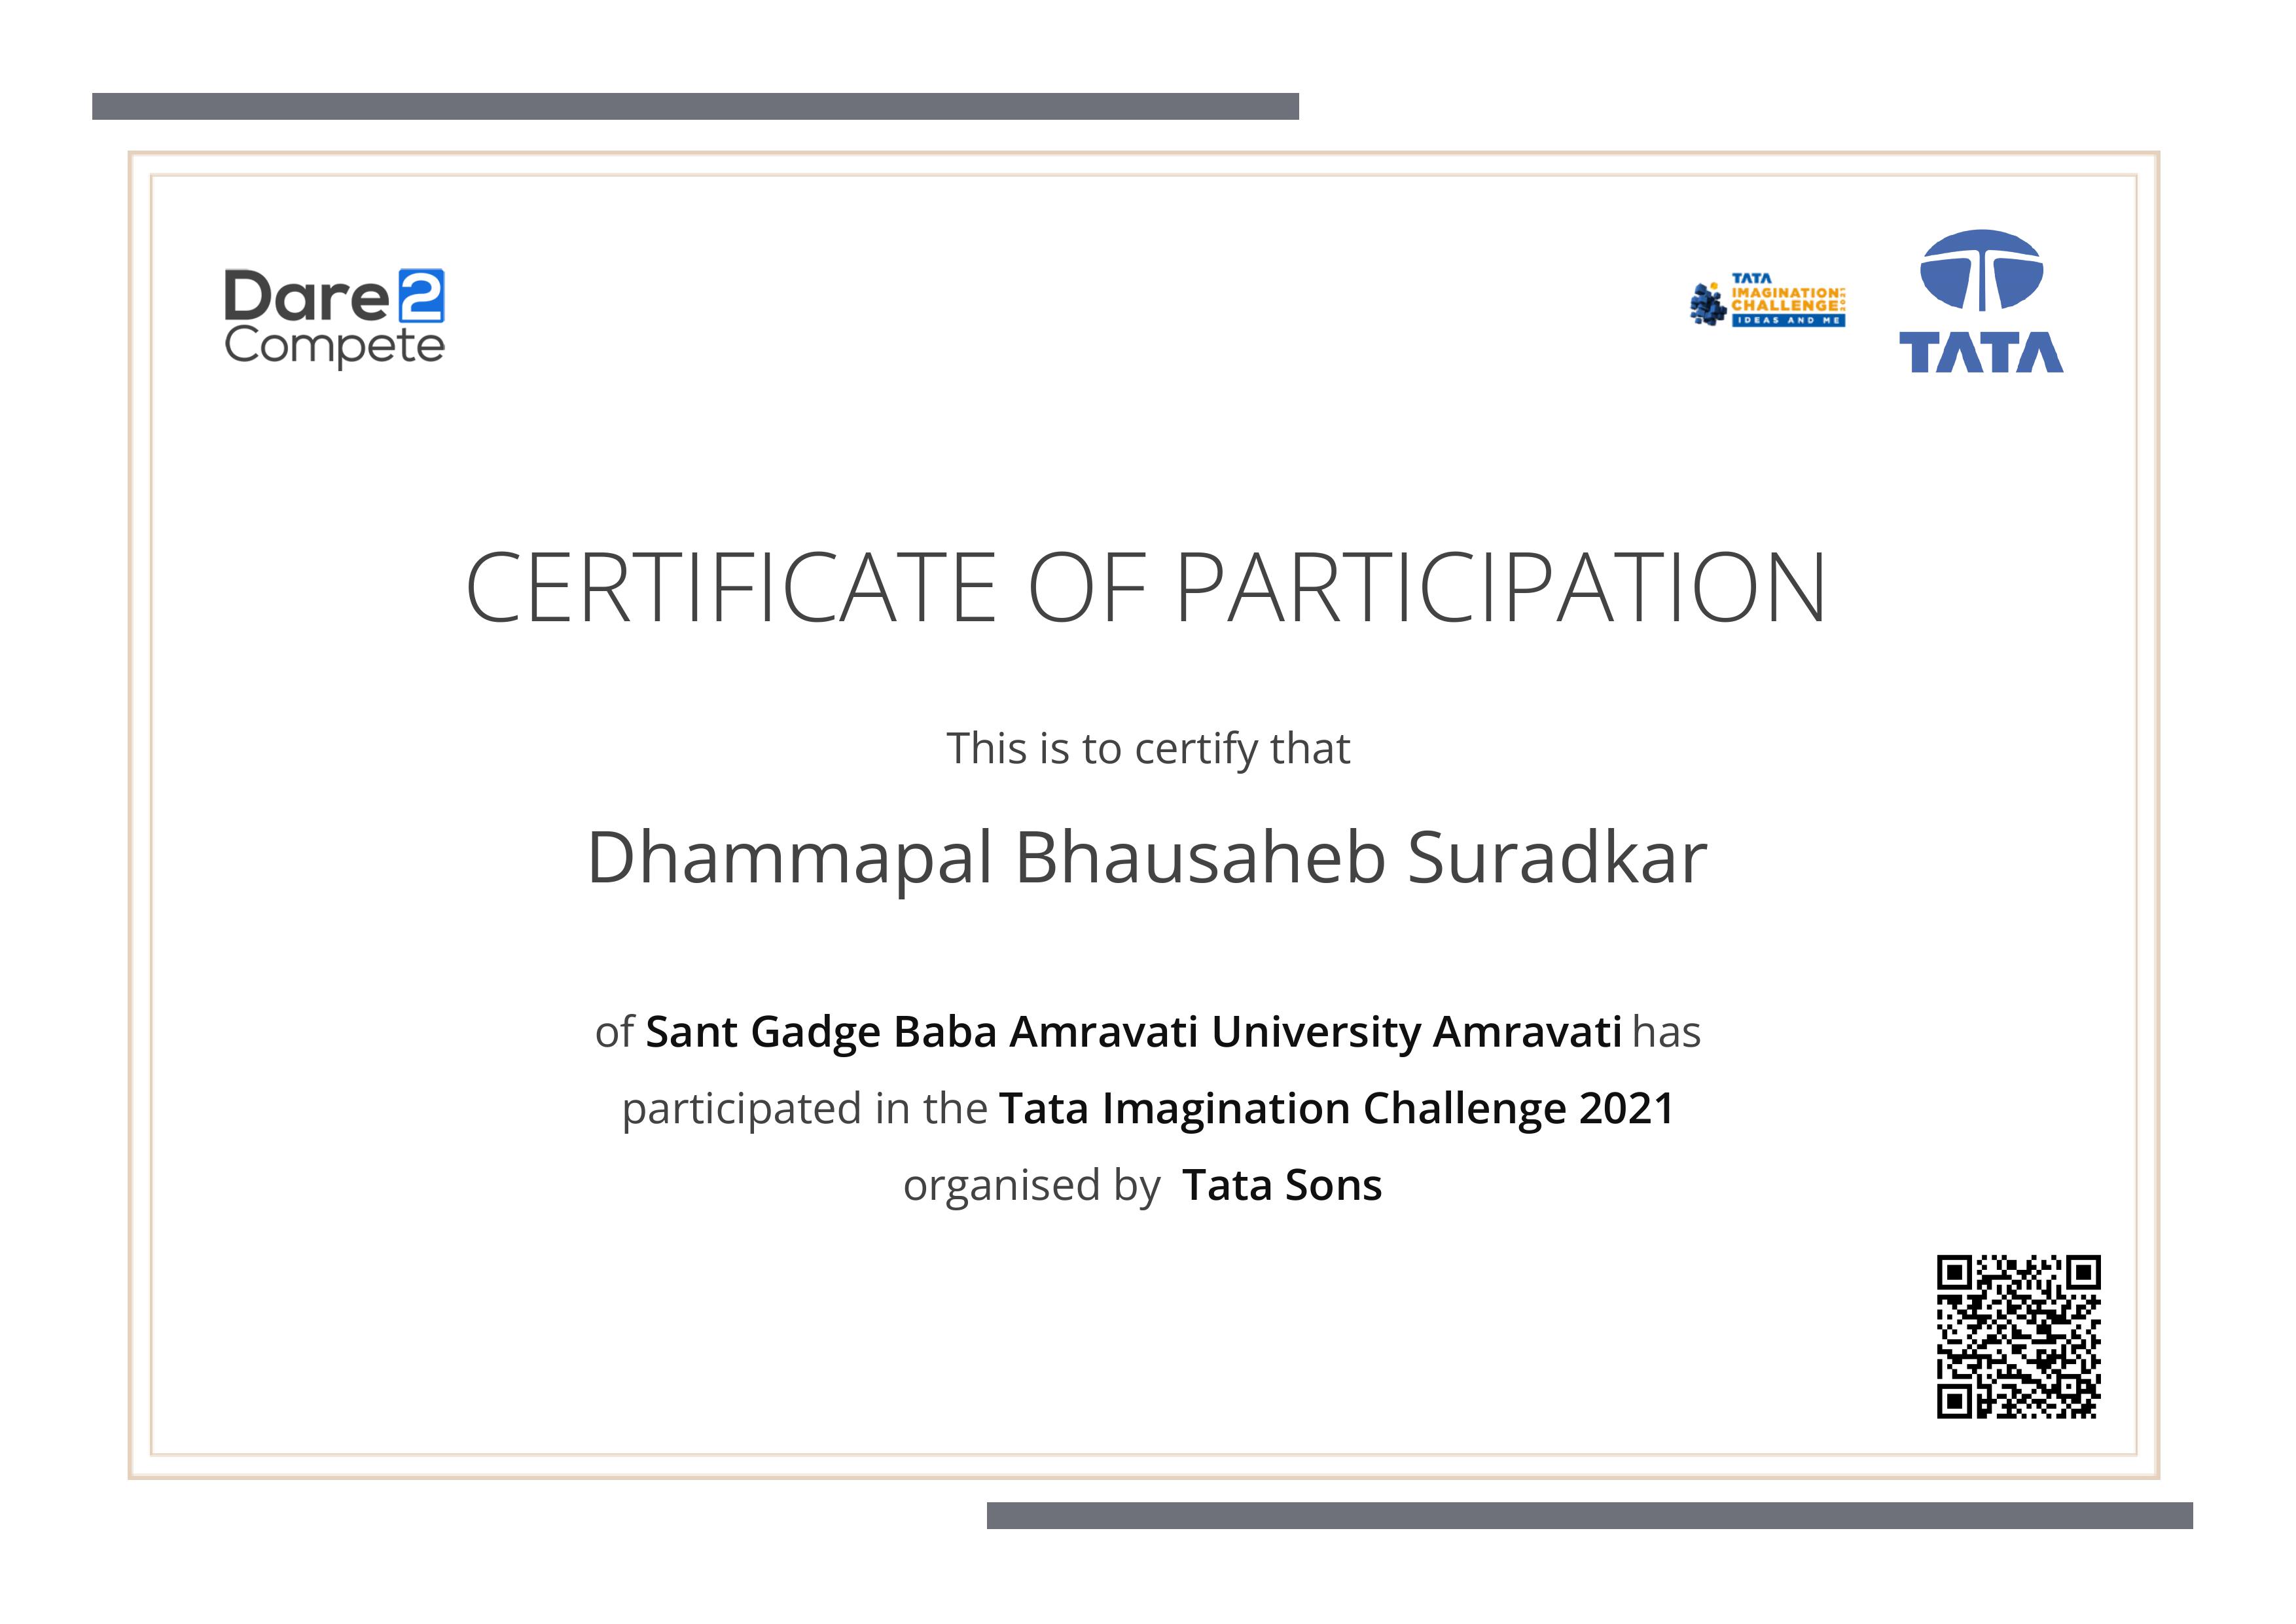 Dare2
Compete
TATA
IMAGINATION
CHALLENGE
2021
IDEAS AND ME
TATA
CERTIFICATE OF PARTICIPATION
This is to certify that
Dhammapal Bhausaheb Suradkar
of Sant Gadge Baba Amravati University Amravati has
participated in the Tata Imagination Challenge 2021
organised by Tata Sons